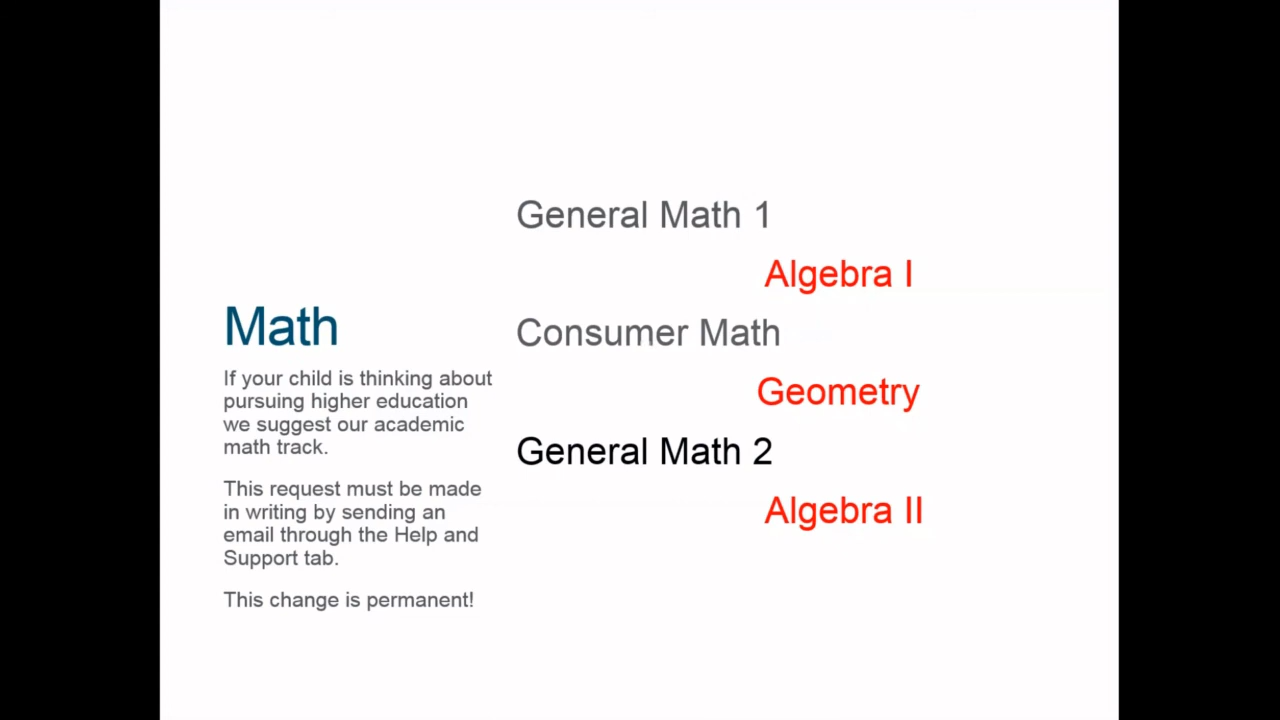 Math
If your child is thinking about
pursuing higher education
we suggest our academic
math track.
This request must be made
in writing by sending an
email through the Help and
Support tab.
This change is permanent!
General Math 1
Algebra I
Consumer Math
Geometry
General Math 2
Algebra II